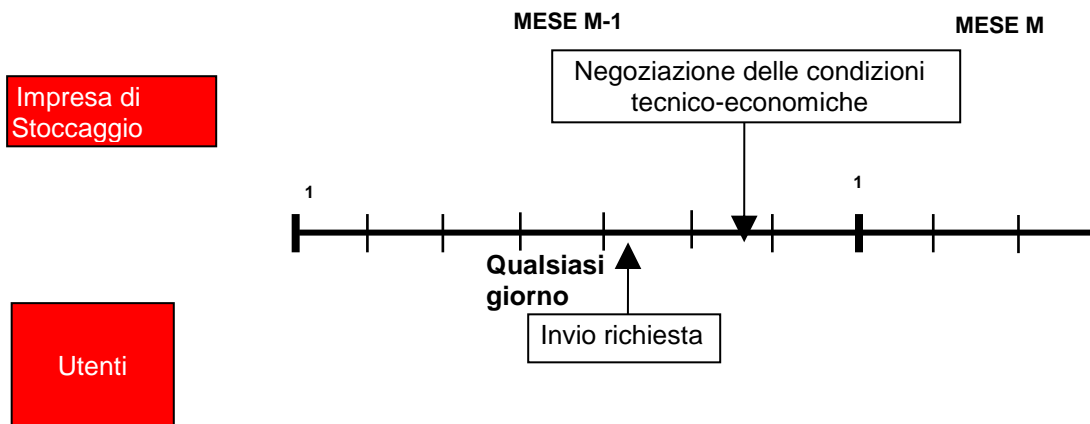 MESE M-1
MESE M
Negoziazione delle condizioni
tecnico-economiche
Impresa di
Stoccaggio
1
1
Qualsiasi
giorno
Invio richiesta
Utenti